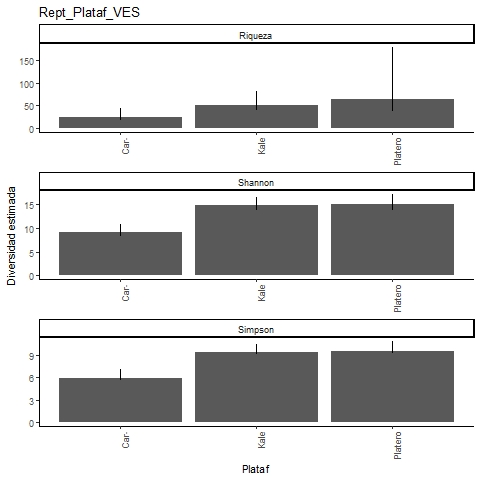 Rept_Plataf_VES
Riqueza
150
100
50
0
Car-
Kale
Platero
Diversidad estimada
Shannon
15
10
5
0
Car-
Kale
Platero
Simpson
9
6
3
0
Car-
Kale
Platero
Plataf